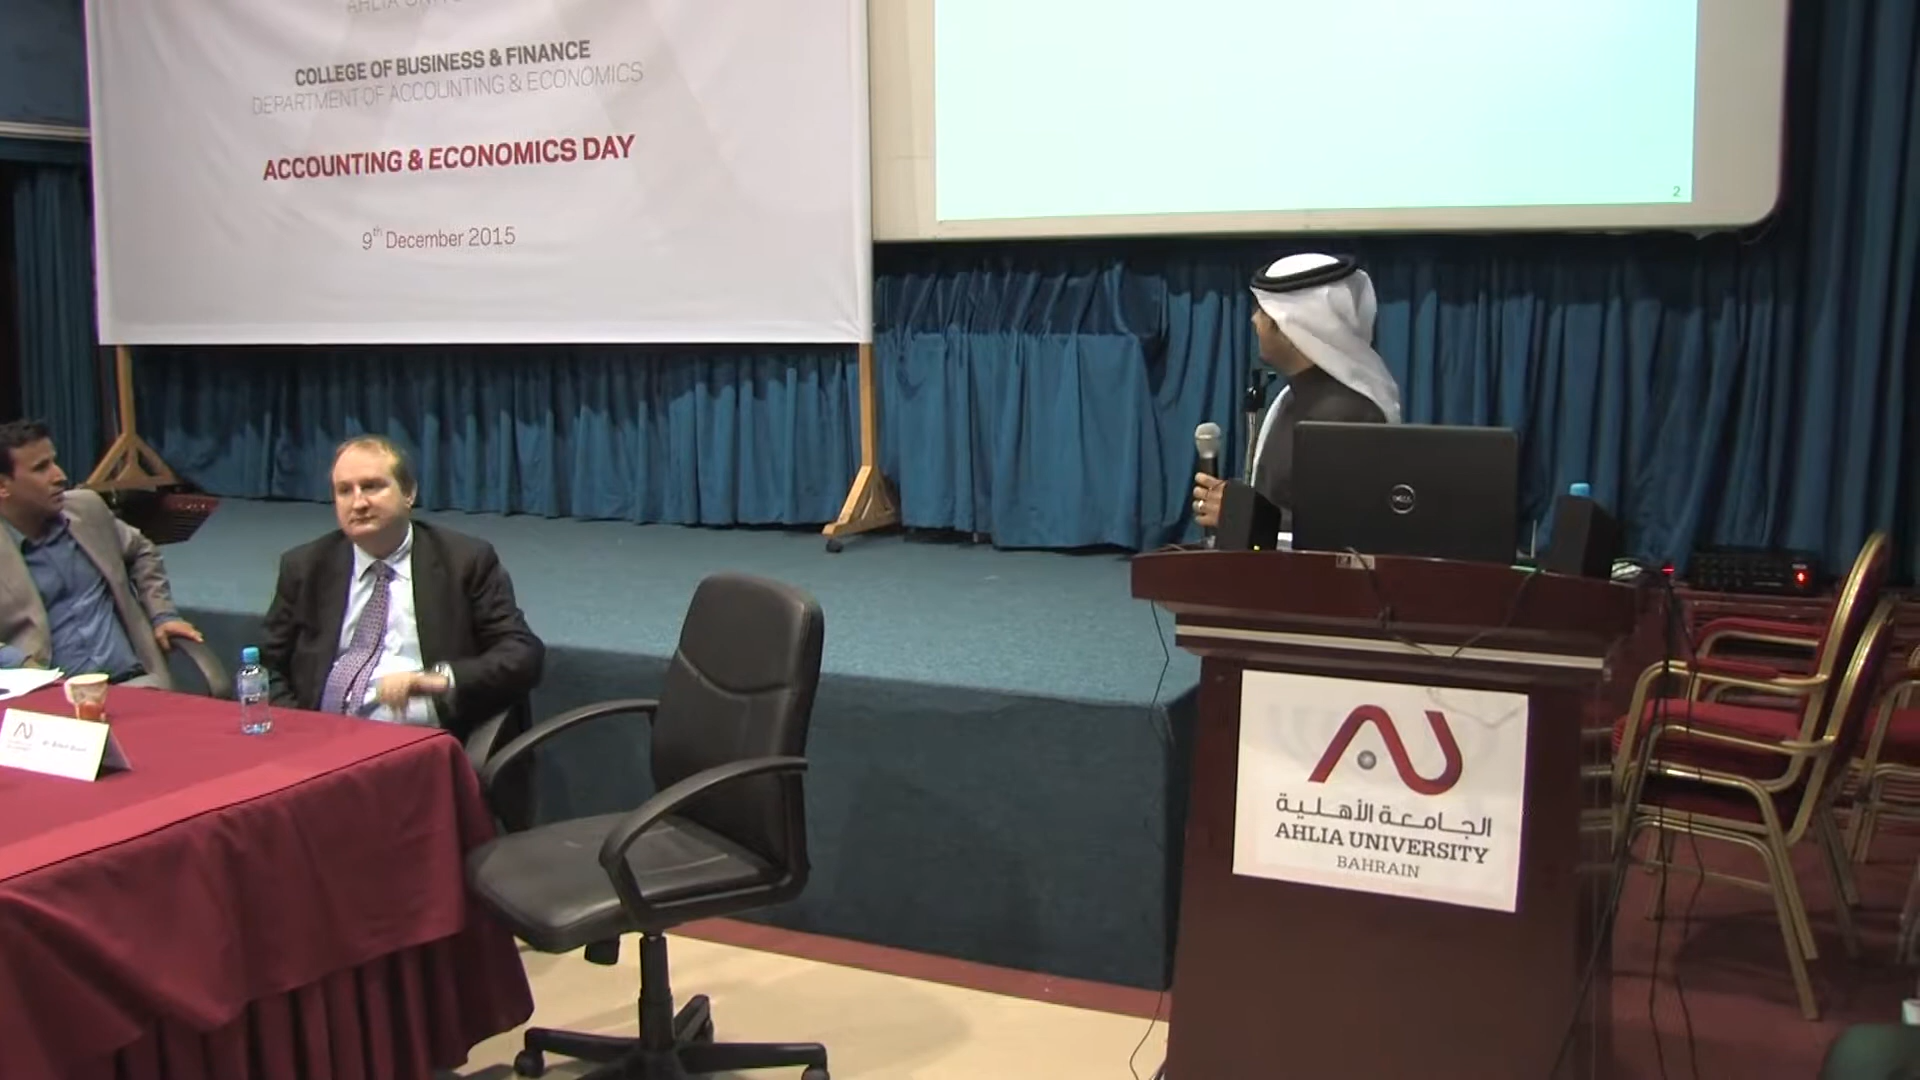 COLLEGE OF BUSINESS & FINANCE
DEPARTMENT OF ACCOUNTING & ECONOMICS
ACCOUNTING & ECONOMICS DAY
9th December 2015
2
DELL
الجامعة الأهلية
AHLIA UNIVERSITY
BAHRAIN